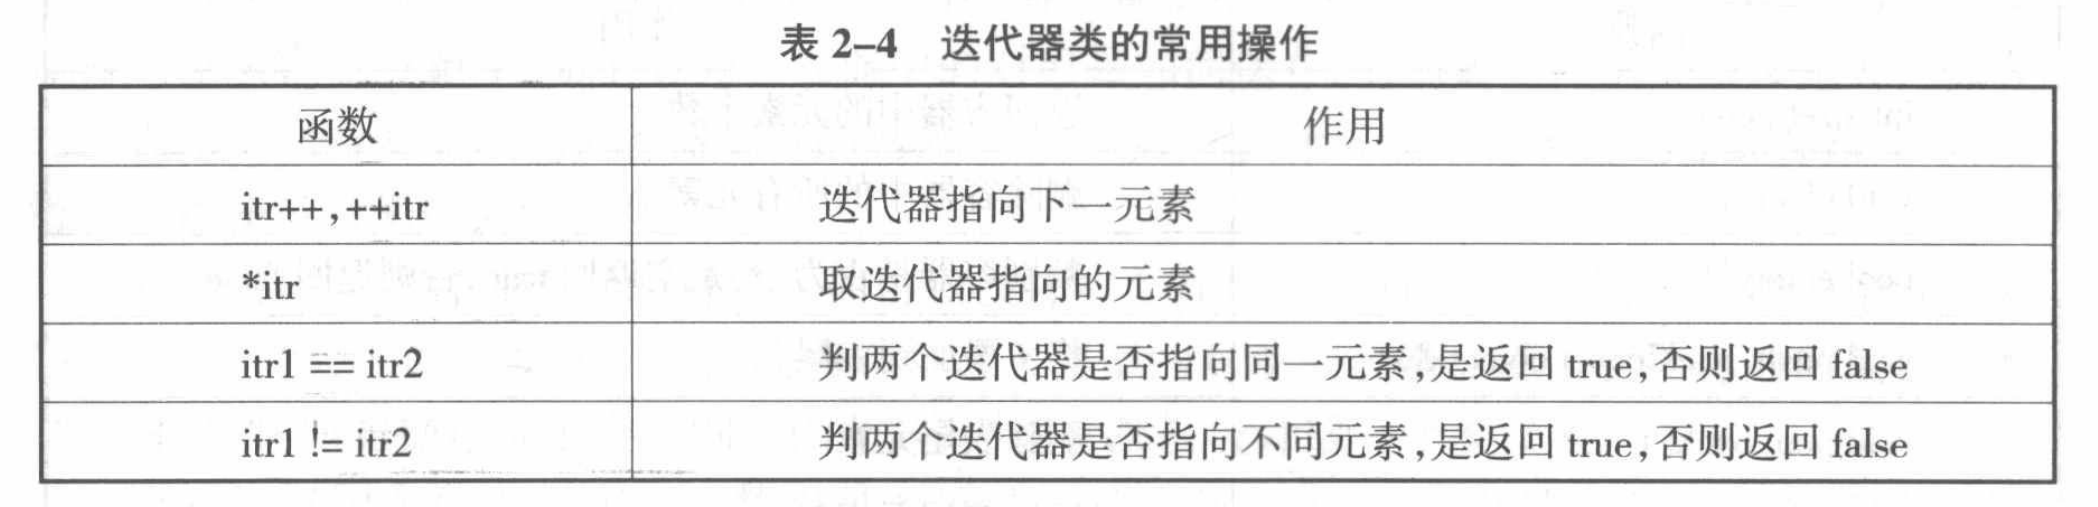 表 2–4 迭代器类的常用操作
函数 作用
itr++,++itr 迭代器指向下一元素
*itr 取迭代器指向的元素
itr1 == itr2 判两个迭代器是否指向同一元素,是返回 true,否则返回 false
itr1 != itr2 判两个迭代器是否指向不同元素,是返回 true,否则返回 false